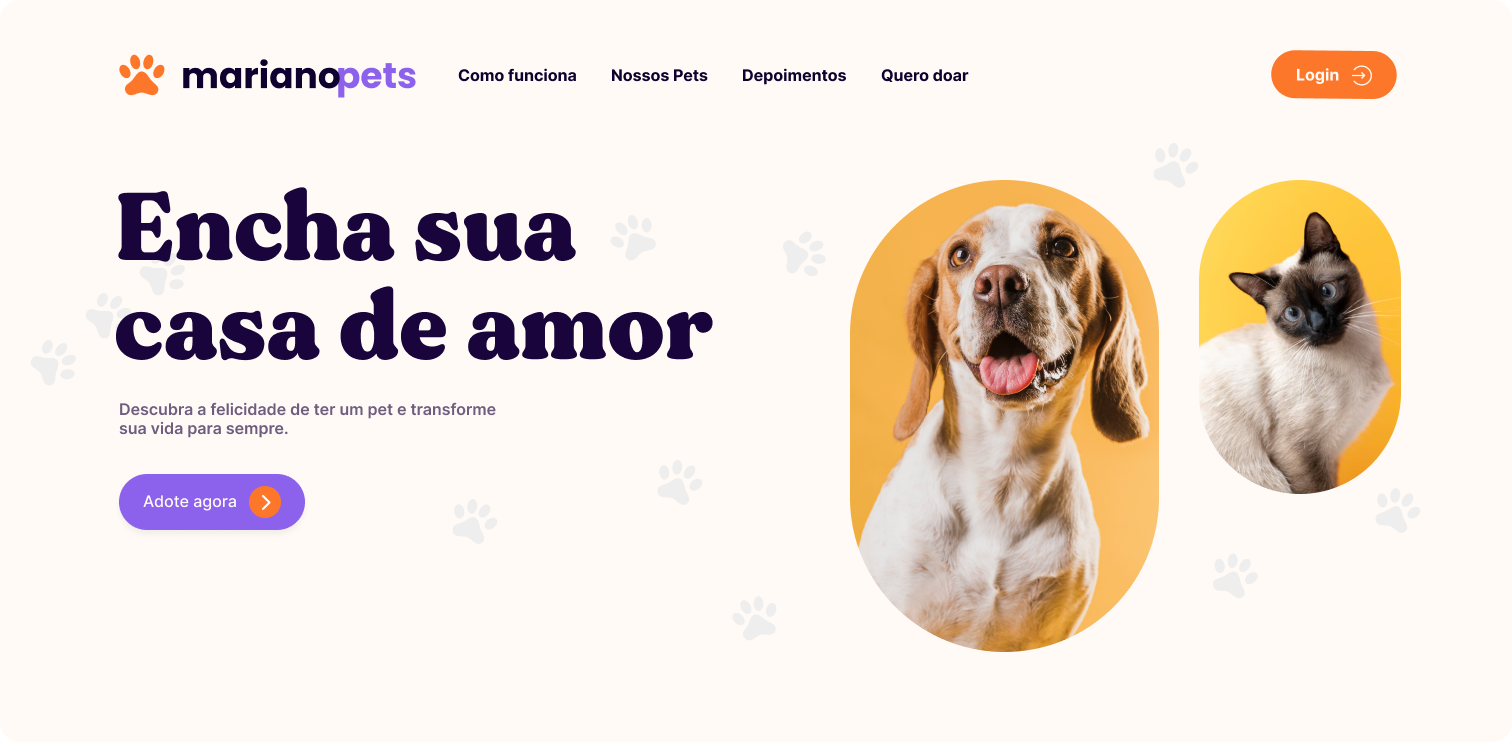 marianopets
Como funciona
Nossos Pets
Depoimentos
Quero doar
Login
Encha sua
casa de amor
Descubra a felicidade de ter um pet e transforme
sua vida para sempre.
Adote agora